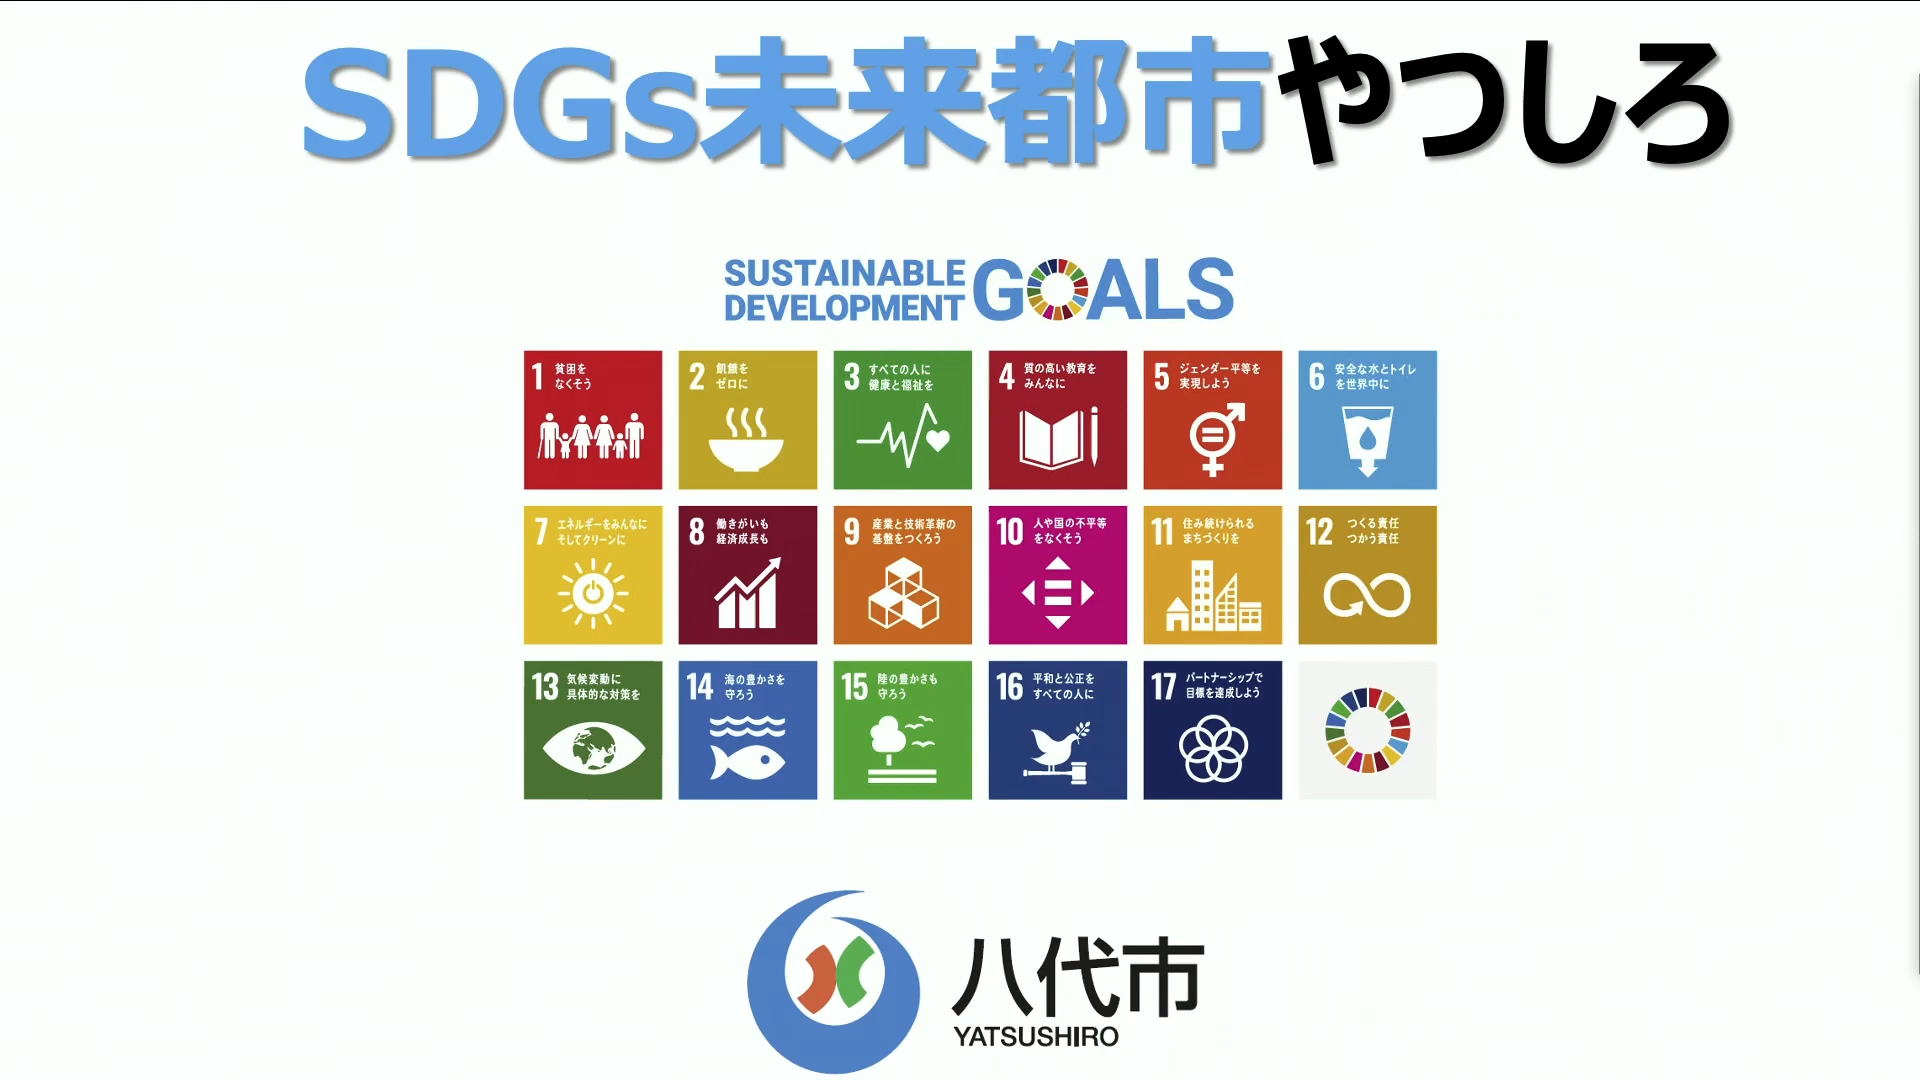 SDGs未来都市やつしろ
SUSTAINABLE
DEVELOPMENT
GOALS
1 貧困を
なくそう
2 飢餓を
ゼロに
3 すべての人に
健康と福祉を
4 質の高い教育を
みんなに
5 ジェンダー平等を
実現しよう
6 安全な水とトイレ
を世界中に
7 エネルギーをみんなに
そしてクリーンに
8 働きがいも
経済成長も
9 産業と技術革新の
基盤をつくろう
10 人や国の不平等
をなくそう
11 住み続けられる
まちづくりを
12 つくる責任
つかう責任
13 気候変動に
具体的な対策を
14 海の豊かさを
守ろう
15 陸の豊かさも
守ろう
16 平和と公正を
すべての人に
17 パートナーシップで
目標を達成しよう
八代市
YATSUSHIRO